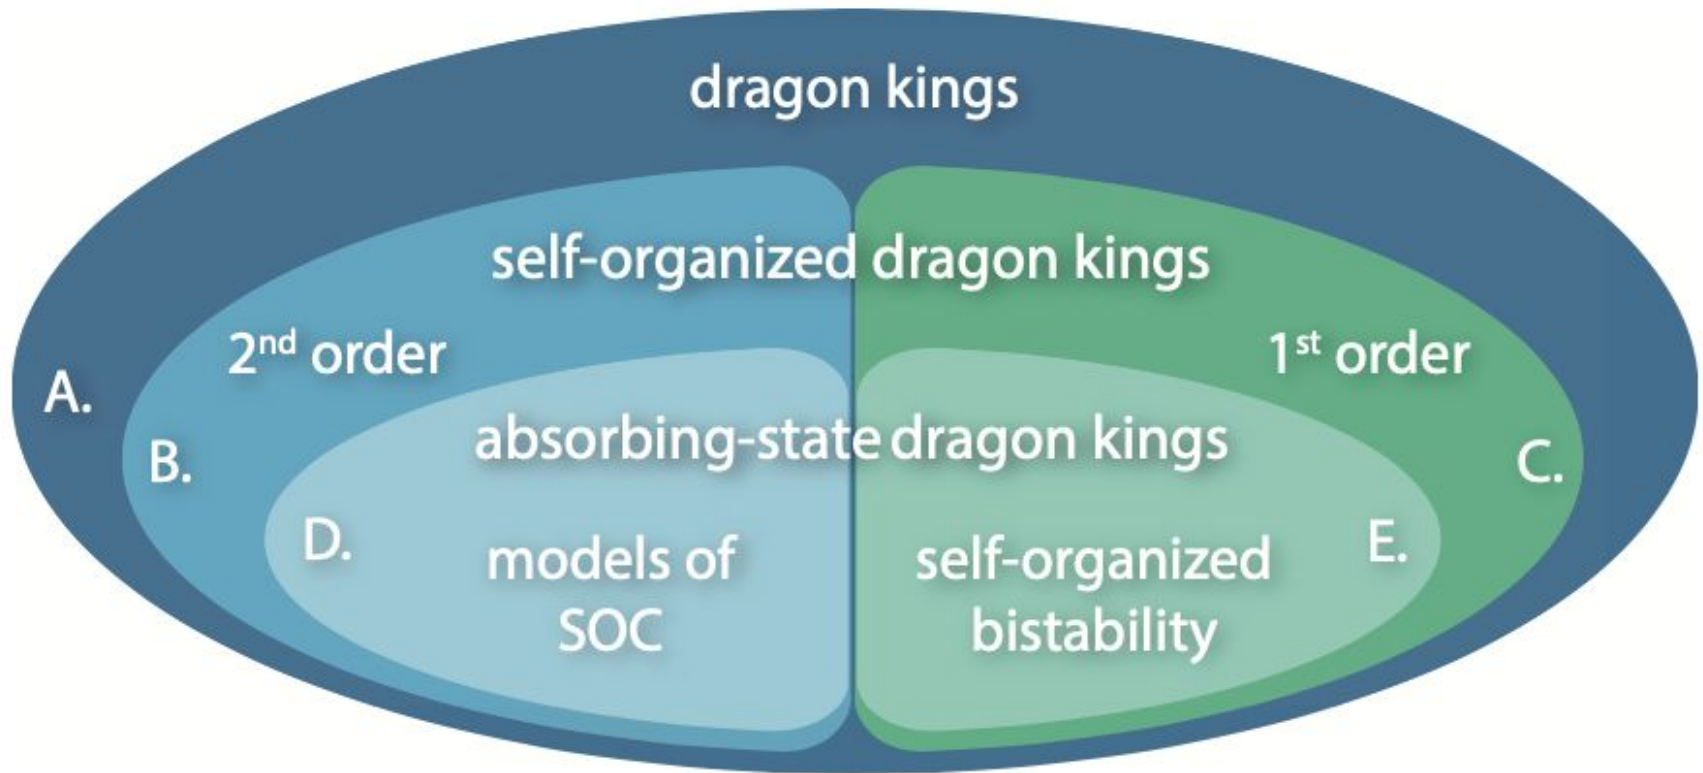 dragon kings
self-organized dragon kings
2nd order
1st order
A.
B.
C.
absorbing-state dragon kings
D.
models of
SOC
self-organized
bistability
E.